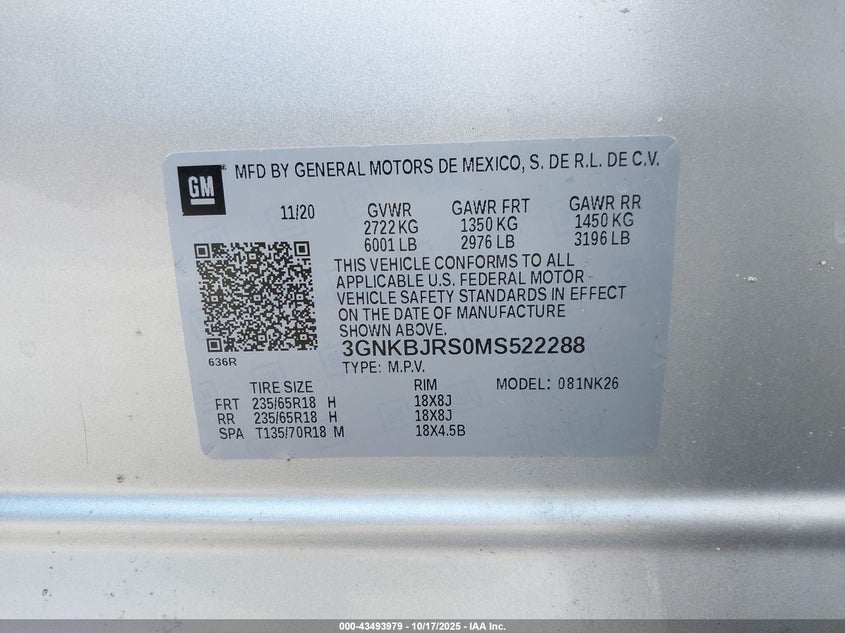 GM
® MFD BY GENERAL MOTORS DE MEXICO, S. DE R.L. DE C.V.
11/20 GVWR GAWR FRT GAWR RR
2722 KG 1350 KG 1450 KG
6001 LB 2976 LB 3196 LB
THIS VEHICLE CONFORMS TO ALL
APPLICABLE U.S. FEDERAL MOTOR
VEHICLE SAFETY STANDARDS IN EFFECT
ON THE DATE OF MANUFACTURE
SHOWN ABOVE.
3GNKBJRS0MS522288
636R
TYPE: M.P.V.
TIRE SIZE RIM MODEL: 081NK26
FRT 235/65R18 H 18X8J
RR 235/65R18 H 18X8J
SPA T135/70R18 M 18X4.5B
000-43493979 - 10/17/2025 - IAA Inc.